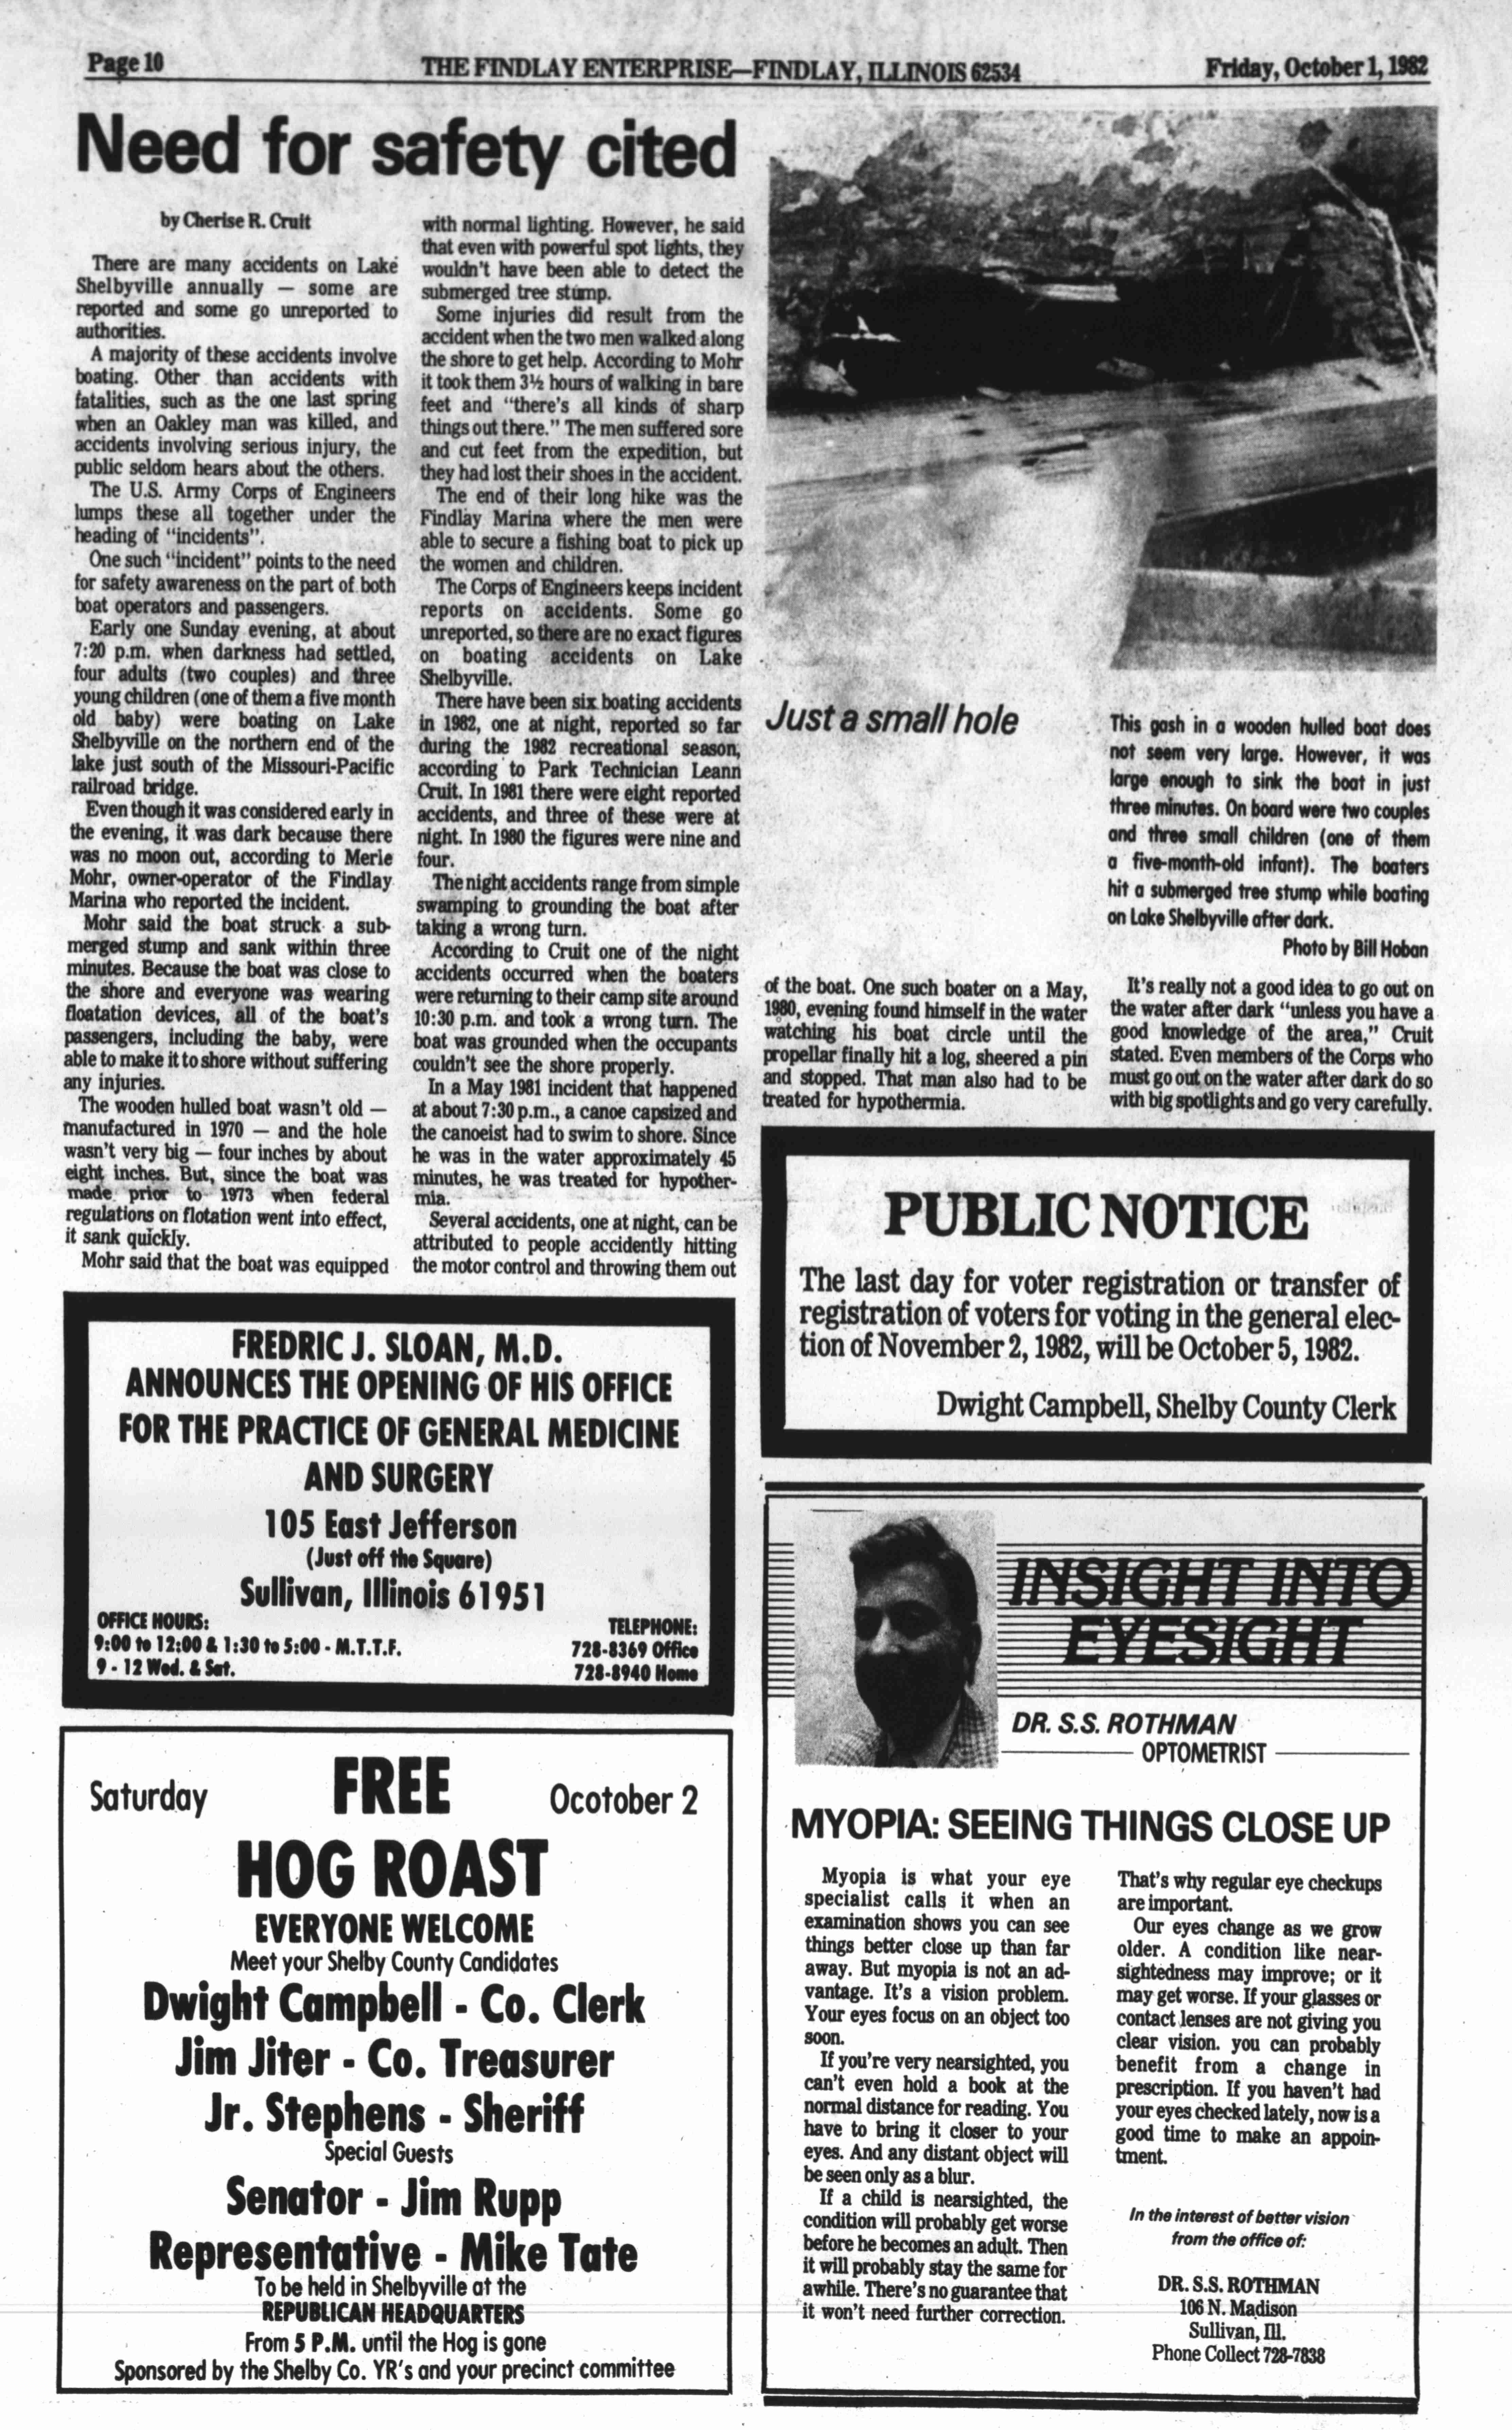 Page 10
THE FINDLAY ENTERPRISE—FINDLAY, ILLINOIS 62534
Friday, October 1, 1982
Need for safety cited
by Cherise R. Cruit
There are many accidents on Lake
Shelbyville annually — some are
reported and some go unreported to
authorities.
A majority of these accidents involve
boating. Other than accidents with
fatalities, such as the one last spring
when an Oakley man was killed, and
accidents involving serious injury, the
public seldom hears about the others.
The U.S. Army Corps of Engineers
lumps these all together under the
heading of "incidents".
One such "incident" points to the need
for safety awareness on the part of both
boat operators and passengers.
Early one Sunday evening, at about
7:20 p.m. when darkness had settled,
four adults (two couples) and three
young children (one of them a five month
old baby) were boating on Lake
Shelbyville on the northern end of the
lake just south of the Missouri-Pacific
railroad bridge.
Even though it was considered early in
the evening, it was dark because there
was no moon out, according to Merle
Mohr, owner-operator of the Findlay
Marina who reported the incident.
Mohr said the boat struck a sub-
merged stump and sank within three
minutes. Because the boat was close to
the shore and everyone was wearing
floatation devices, all of the boat's
passengers, including the baby, were
able to make it to shore without suffering
any injuries.
The wooden hulled boat wasn't old —
manufactured in 1970 — and the hole
wasn't very big — four inches by about
eight inches. But, since the boat was
made prior to 1973 when federal
regulations on flotation went into effect,
it sank quickly.
Mohr said that the boat was equipped
with normal lighting. However, he said
that even with powerful spot lights, they
wouldn't have been able to detect the
submerged tree stump.
Some injuries did result from the
accident when the two men walked along
the shore to get help. According to Mohr
it took them 3½ hours of walking in bare
feet and "there's all kinds of sharp
things out there." The men suffered sore
and cut feet from the expedition, but
they had lost their shoes in the accident.
The end of their long hike was the
Findlay Marina where the men were
able to secure a fishing boat to pick up
the women and children.
The Corps of Engineers keeps incident
reports on accidents. Some go
unreported, so there are no exact figures
on boating accidents on Lake
Shelbyville.
There have been six boating accidents
in 1982, one at night, reported so far
during the 1982 recreational season,
according to Park Technician Leann
Cruit. In 1981 there were eight reported
accidents, and three of these were at
night. In 1980 the figures were nine and
four.
The night accidents range from simple
swamping to grounding the boat after
taking a wrong turn.
According to Cruit one of the night
accidents occurred when the boaters
were returning to their camp site around
10:30 p.m. and took a wrong turn. The
boat was grounded when the occupants
couldn't see the shore properly.
In a May 1981 incident that happened
at about 7:30 p.m., a canoe capsized and
the canoeist had to swim to shore. Since
he was in the water approximately 45
minutes, he was treated for hypother-
mia.
Several accidents, one at night, can be
attributed to people accidently hitting
the motor control and throwing them out
Just a small hole
This gash in a wooden hulled boat does
not seem very large. However, it was
large enough to sink the boat in just
three minutes. On board were two couples
and three small children (one of them
a five-month-old infant). The boaters
hit a submerged tree stump while boating
on Lake Shelbyville after dark.
Photo by Bill Hoban
of the boat. One such boater on a May,
1980, evening found himself in the water
watching his boat circle until the
propellar finally hit a log, sheered a pin
and stopped. That man also had to be
treated for hypothermia.
It's really not a good idea to go out on
the water after dark "unless you have a
good knowledge of the area," Cruit
stated. Even members of the Corps who
must go out on the water after dark do so
with big spotlights and go very carefully.
PUBLIC NOTICE
The last day for voter registration or transfer of
registration of voters for voting in the general elec-
tion of November 2, 1982, will be October 5, 1982.
Dwight Campbell, Shelby County Clerk
FREDRIC J. SLOAN, M.D.
ANNOUNCES THE OPENING OF HIS OFFICE
FOR THE PRACTICE OF GENERAL MEDICINE
AND SURGERY
105 East Jefferson
(Just off the Square)
Sullivan, Illinois 61951
OFFICE HOURS:
9:00 to 12:00 & 1:30 to 5:00 - M.T.T.F.
9 - 12 Wed. & Sat.
TELEPHONE:
728-8369 Office
728-8940 Home
Saturday
FREE
Ocotober 2
HOG ROAST
EVERYONE WELCOME
Meet your Shelby County Candidates
Dwight Campbell - Co. Clerk
Jim Jiter - Co. Treasurer
Jr. Stephens - Sheriff
Special Guests
Senator - Jim Rupp
Representative - Mike Tate
To be held in Shelbyville at the
REPUBLICAN HEADQUARTERS
From 5 P.M. until the Hog is gone
Sponsored by the Shelby Co. YR's and your precinct committee
INSIGHT INTO
EYESIGHT
DR. S.S. ROTHMAN
OPTOMETRIST
MYOPIA: SEEING THINGS CLOSE UP
Myopia is what your eye
specialist calls it when an
examination shows you can see
things better close up than far
away. But myopia is not an ad-
vantage. It's a vision problem.
Your eyes focus on an object too
soon.
If you're very nearsighted, you
can't even hold a book at the
normal distance for reading. You
have to bring it closer to your
eyes. And any distant object will
be seen only as a blur.
If a child is nearsighted, the
condition will probably get worse
before he becomes an adult. Then
it will probably stay the same for
awhile. There's no guarantee that
it won't need further correction.
That's why regular eye checkups
are important.
Our eyes change as we grow
older. A condition like near-
sightedness may improve; or it
may get worse. If your glasses or
contact lenses are not giving you
clear vision. you can probably
benefit from a change in
prescription. If you haven't had
your eyes checked lately, now is a
good time to make an appoin-
tment.
In the interest of better vision
from the office of:
DR. S.S. ROTHMAN
106 N. Madison
Sullivan, Ill.
Phone Collect 728-7838